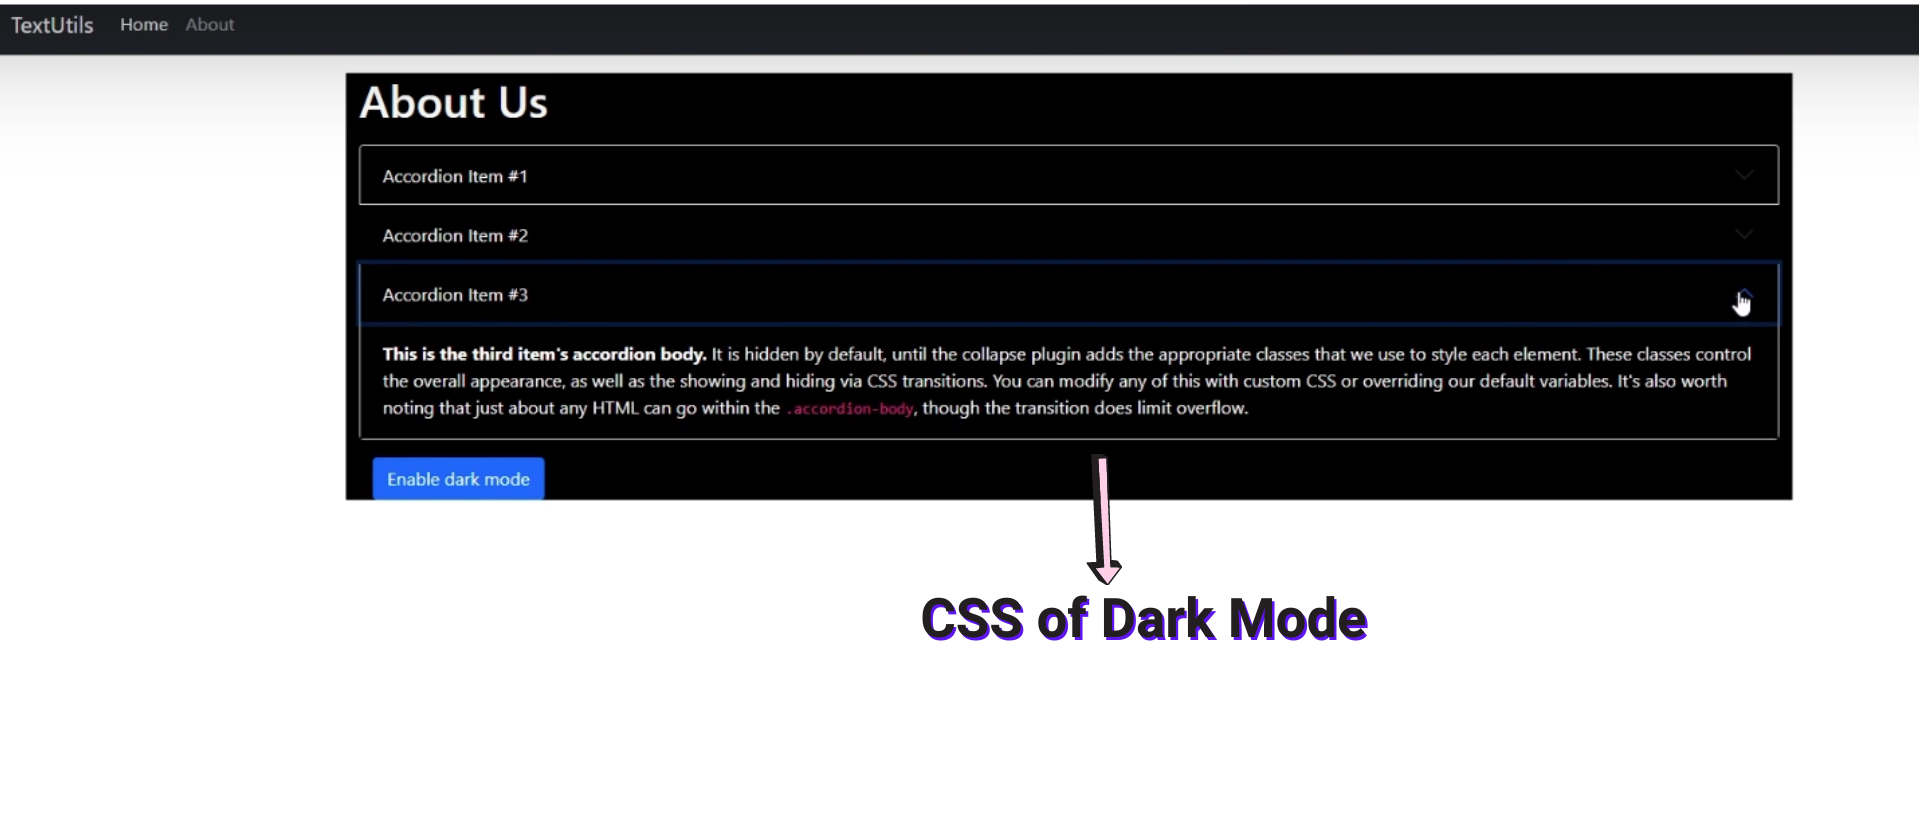 TextUtils Home About
About Us
Accordion Item #1
Accordion Item #2
Accordion Item #3
This is the third item's accordion body. It is hidden by default, until the collapse plugin adds the appropriate classes that we use to style each element. These classes control
the overall appearance, as well as the showing and hiding via CSS transitions. You can modify any of this with custom CSS or overriding our default variables. It's also worth
noting that just about any HTML can go within the .accordion-body, though the transition does limit overflow.
Enable dark mode
CSS of Dark Mode